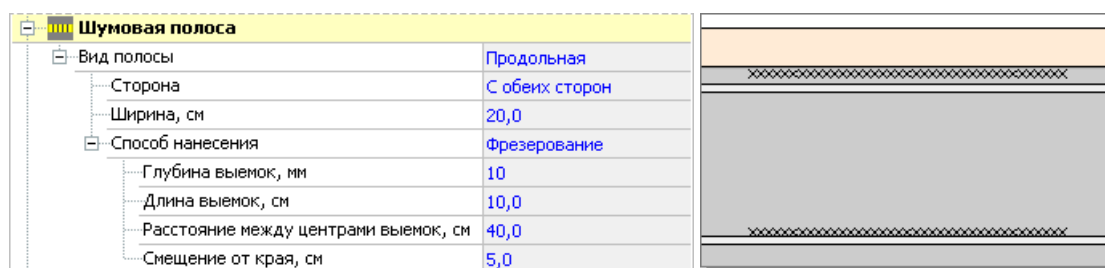 Шумовая полоса
Вид полосы Продольная
Сторона С обеих сторон
Ширина, см 20,0
Способ нанесения Фрезерование
Глубина выемок, мм 10
Длина выемок, см 10,0
Расстояние между центрами выемок, см 40,0
Смещение от края, см 5,0